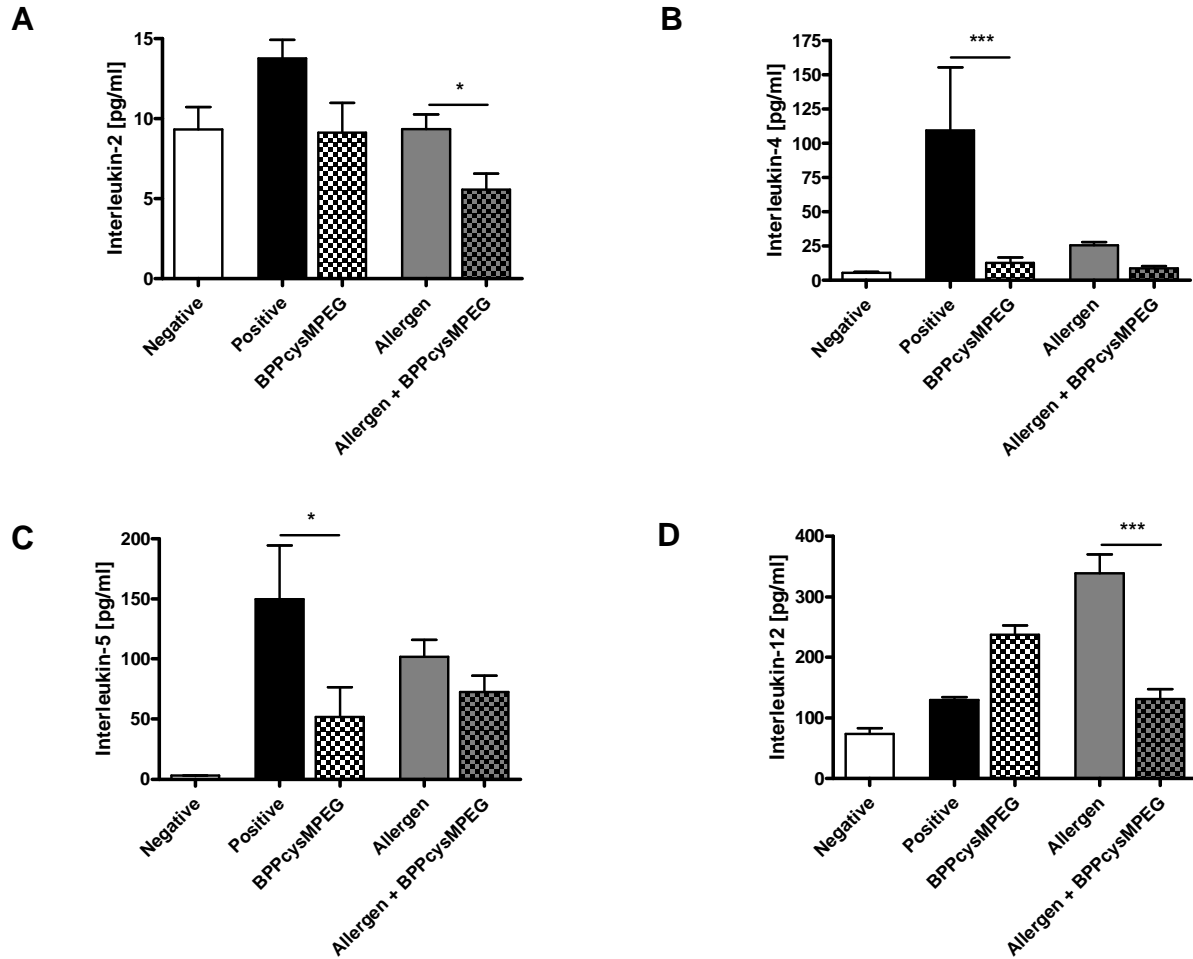 A
Interleukin-2 [pg/ml]
15
10
5
0
*
Negative
Positive
BPPcysMPEG
Allergen
Allergen + BPPcysMPEG
B
Interleukin-4 [pg/ml]
175
150
125
100
75
50
25
0
***
Negative
Positive
BPPcysMPEG
Allergen
Allergen + BPPcysMPEG
C
Interleukin-5 [pg/ml]
200
150
100
50
0
*
Negative
Positive
BPPcysMPEG
Allergen
Allergen + BPPcysMPEG
D
Interleukin-12 [pg/ml]
400
300
200
100
0
***
Negative
Positive
BPPcysMPEG
Allergen
Allergen + BPPcysMPEG